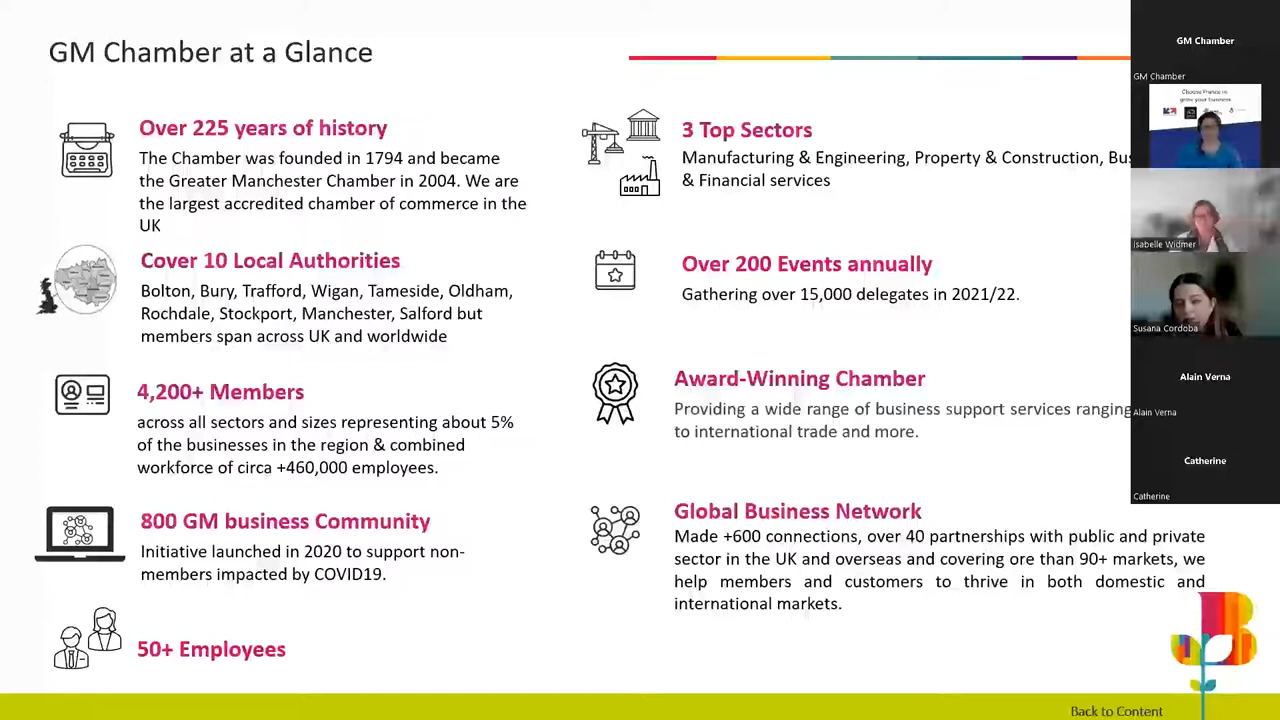 GM Chamber at a Glance
Over 225 years of history
The Chamber was founded in 1794 and became
the Greater Manchester Chamber in 2004. We are
the largest accredited chamber of commerce in the
UK
Cover 10 Local Authorities
Bolton, Bury, Trafford, Wigan, Tameside, Oldham,
Rochdale, Stockport, Manchester, Salford but
members span across UK and worldwide
4,200+ Members
across all sectors and sizes representing about 5%
of the businesses in the region & combined
workforce of circa +460,000 employees.
800 GM business Community
Initiative launched in 2020 to support non-
members impacted by COVID19.
50+ Employees
3 Top Sectors
Manufacturing & Engineering, Property & Construction, Bus
& Financial services
Over 200 Events annually
Gathering over 15,000 delegates in 2021/22.
Award-Winning Chamber
Providing a wide range of business support services ranging
to international trade and more.
Global Business Network
Made +600 connections, over 40 partnerships with public and private
sector in the UK and overseas and covering ore than 90+ markets, we
help members and customers to thrive in both domestic and
international markets.
Back to Content
GM Chamber
GM Chamber
Choose France to
grow your business
Isabelle Widmer
Susana Cordoba
Alain Verna
Alain Verna
Catherine
Catherine